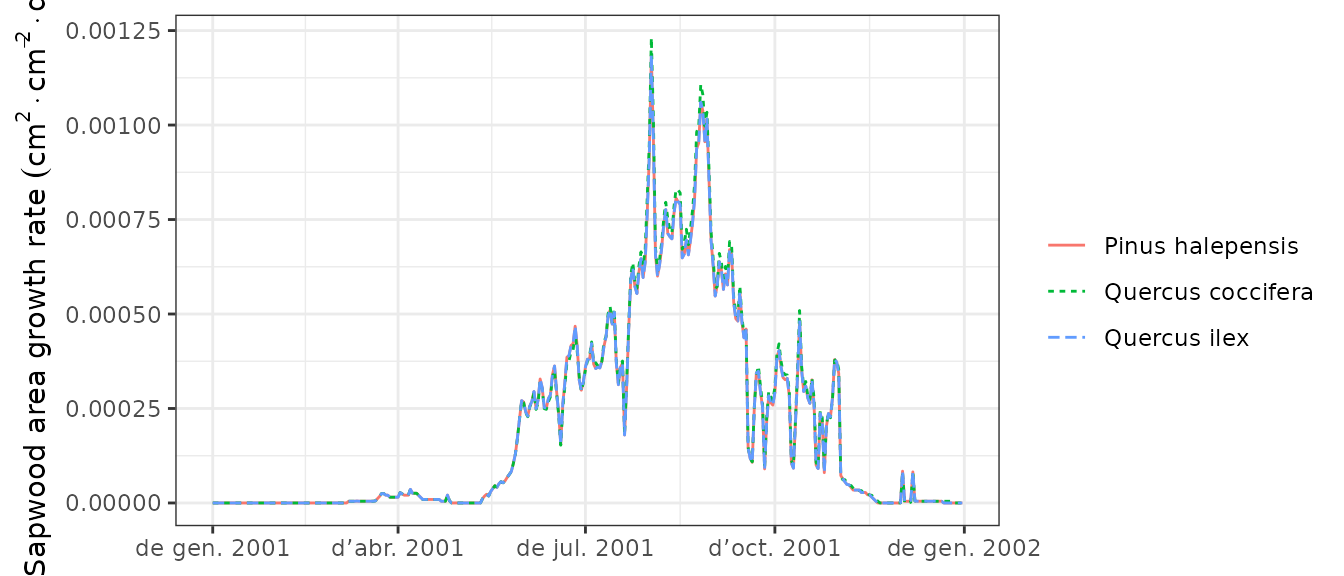 Sapwood area growth rate (cm² · cm⁻² ·
0.00125
0.00100
0.00075
0.00050
0.00025
0.00000
de gen. 2001
d’abr. 2001
de jul. 2001
d’oct. 2001
de gen. 2002
Pinus halepensis
Quercus coccifera
Quercus ilex